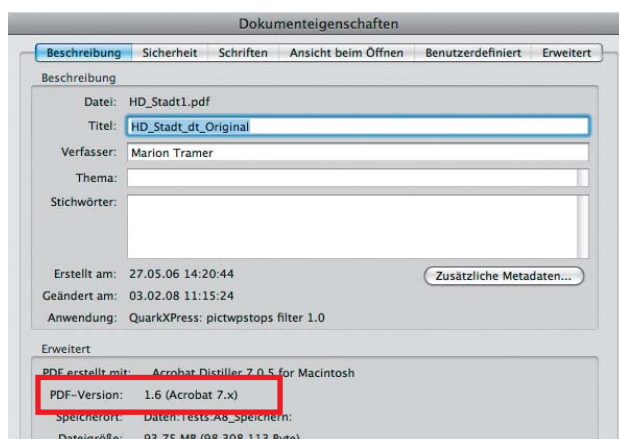 Dokumenteigenschaften
Beschreibung Sicherheit Schriften Ansicht beim Öffnen Benutzerdefiniert Erweitert
Beschreibung
Datei: HD_Stadt1.pdf
Titel: HD_Stadt_dt_Original
Verfasser: Marion Tramer
Thema:
Stichwörter:
Erstellt am: 27.05.06 14:20:44
Zusätzliche Metadaten...
Geändert am: 03.02.08 11:15:24
Anwendung: QuarkXPress: pictwpstops filter 1.0
Erweitert
PDF erstellt mit: Acrobat Distiller 7.0.5 for Macintosh
PDF-Version: 1.6 (Acrobat 7.x)
Speicherort: Daten:Tests:A8_Speichern:
Dateigröße: 93,75 MB (98.308.113 Byte)